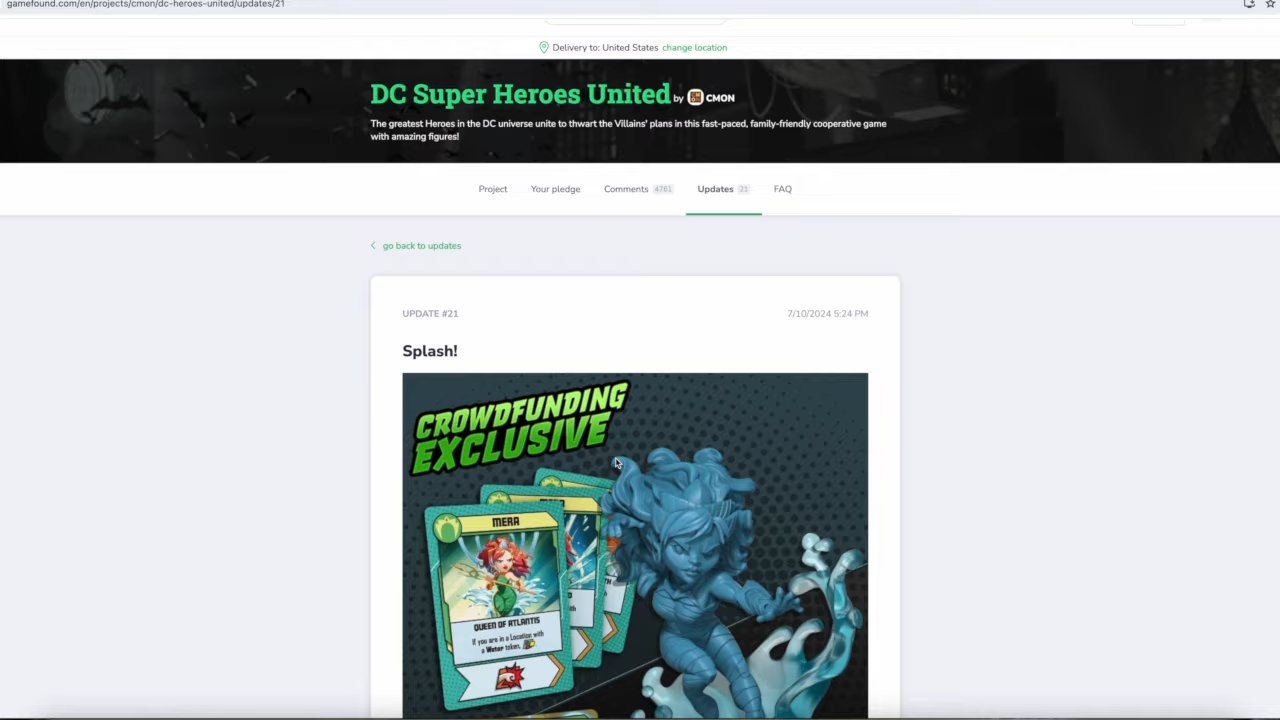 gamefound.com/en/projects/cmon/dc-heroes-united/updates/21
Delivery to: United States change location
DC Super Heroes United by CMON
The greatest Heroes in the DC universe unite to thwart the Villains' plans in this fast-paced, family-friendly cooperative game
with amazing figures!
Project Your pledge Comments 4761 Updates 21 FAQ
go back to updates
UPDATE #21 7/10/2024 5:24 PM
Splash!
CROWDFUNDING
EXCLUSIVE
MERA
QUEEN OF ATLANTIS
If you are in a Location with
a Water token,